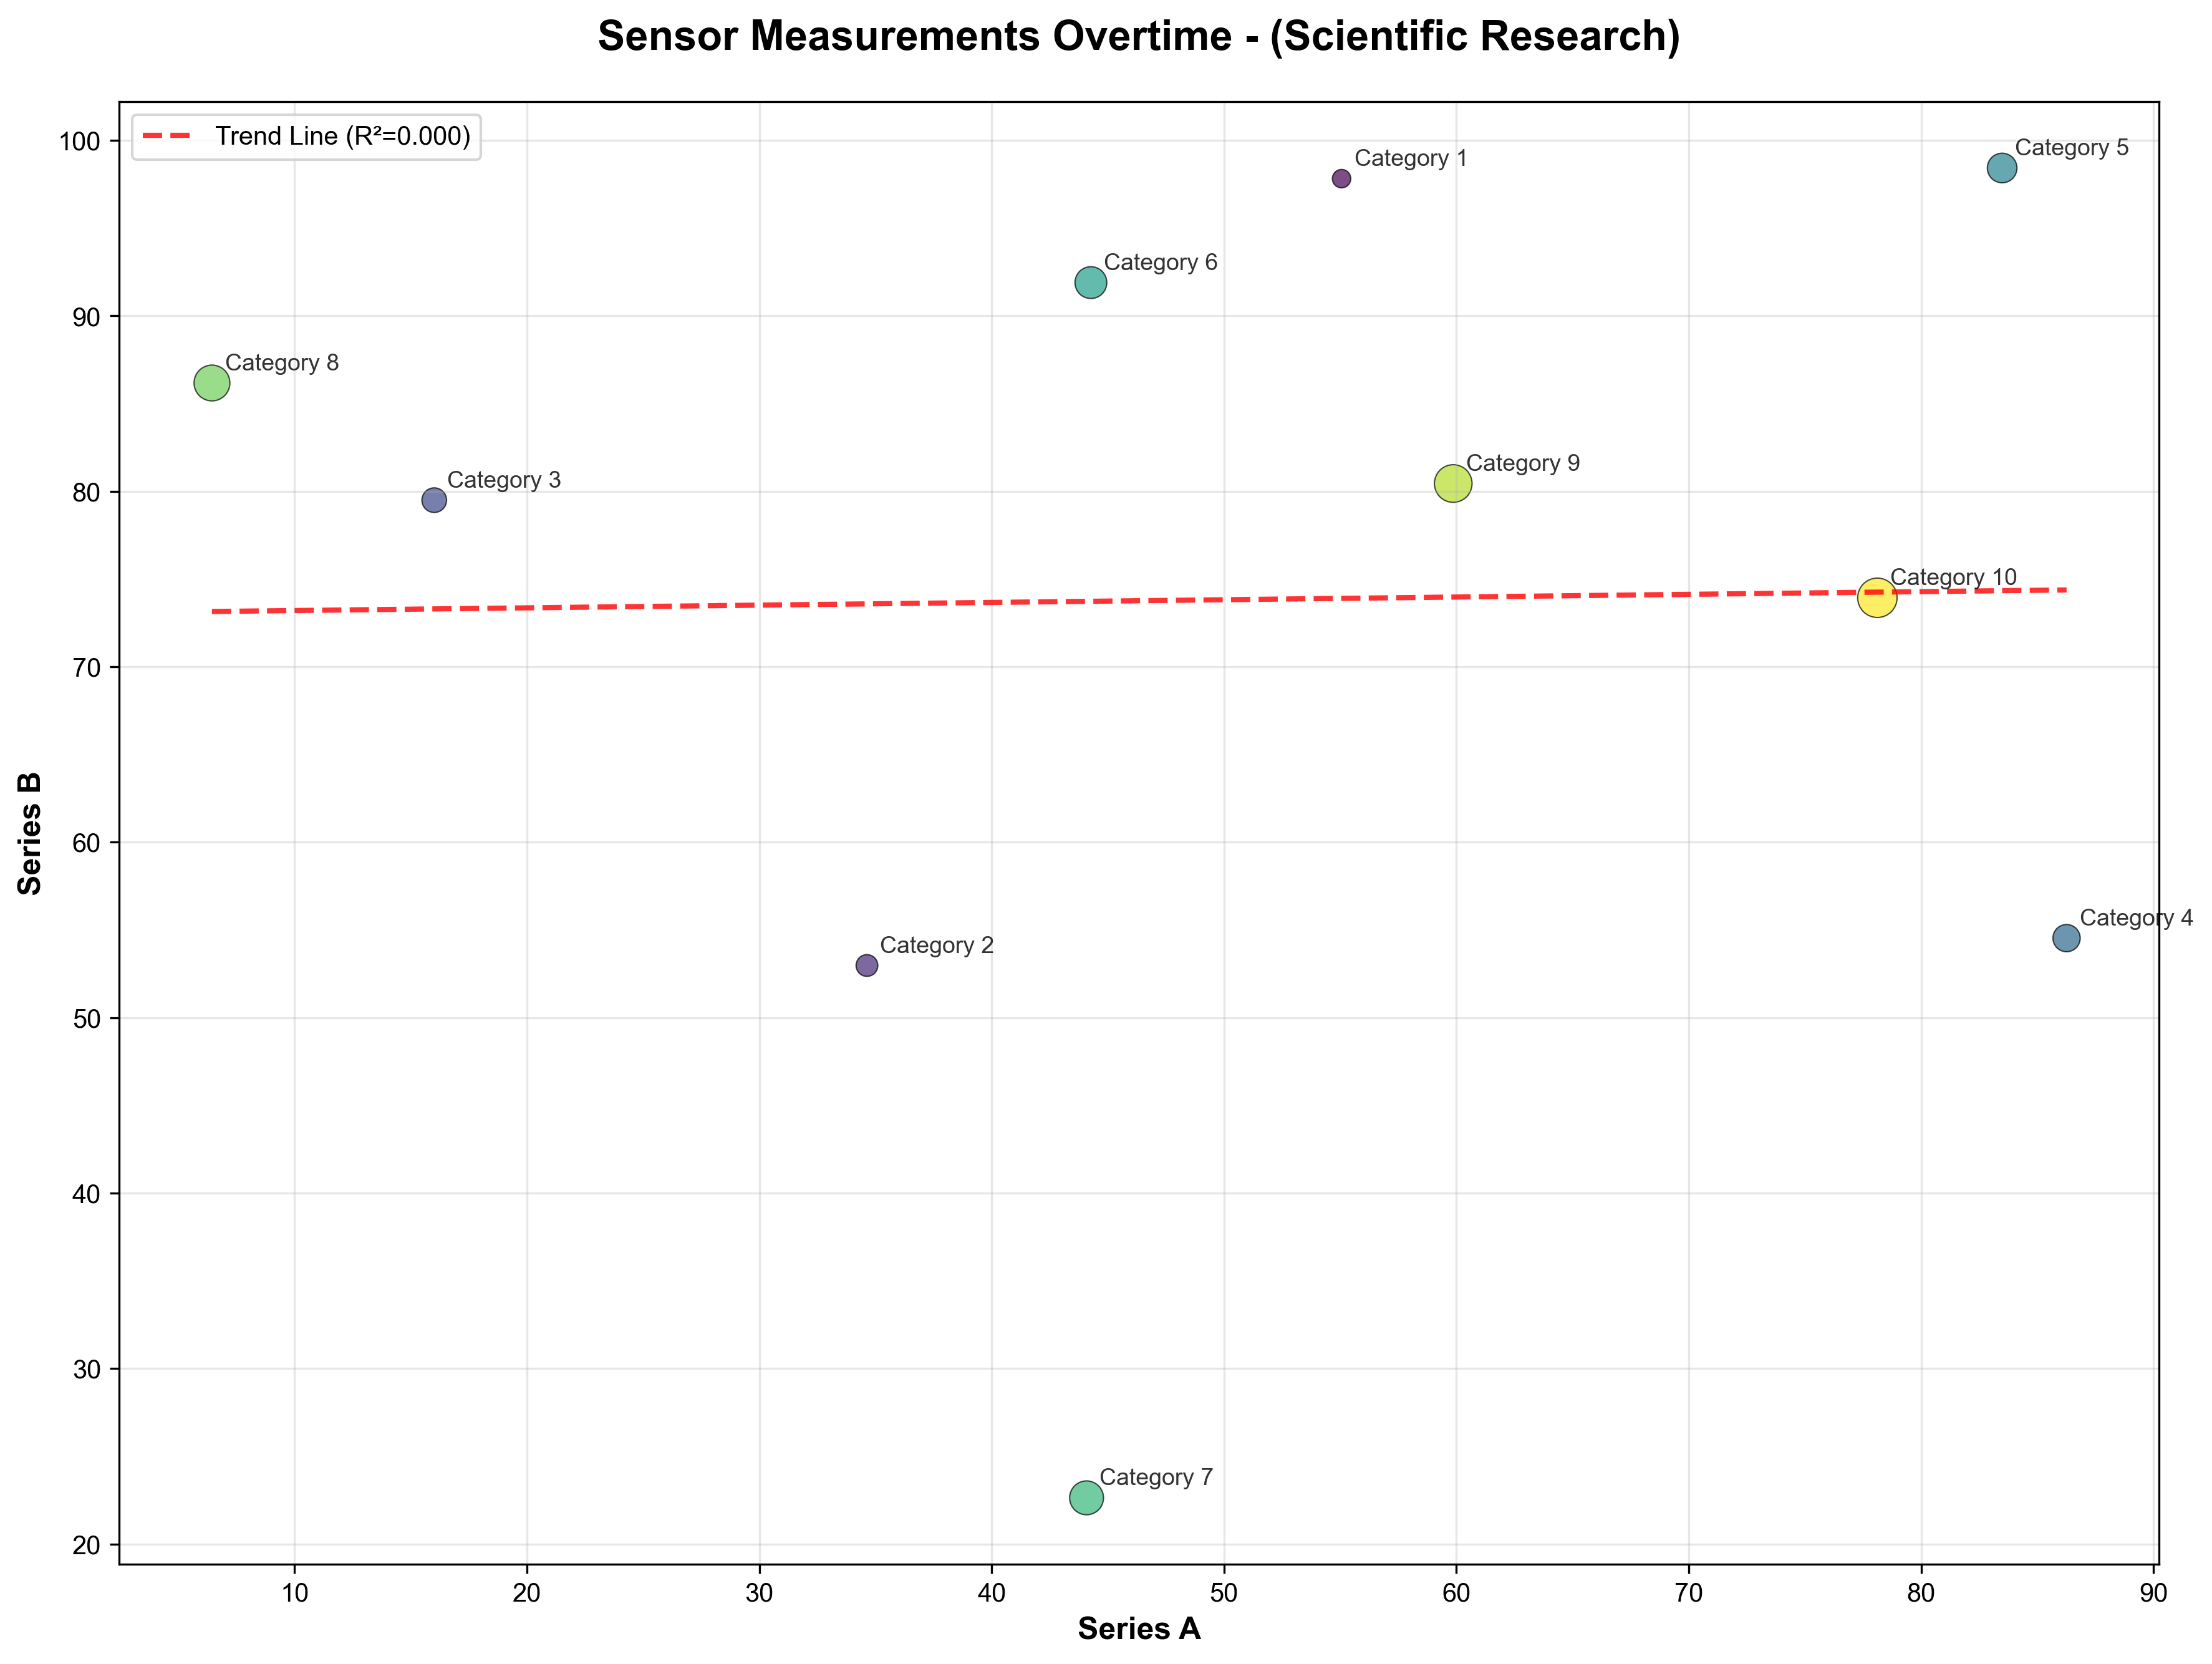 Sensor Measurements Overtime - (Scientific Research)
Trend Line (R²=0.000)
Category 1
Category 5
Category 6
Category 8
Category 3
Category 9
Category 10
Category 4
Category 2
Category 7
100
90
80
70
60
50
40
30
20
Series B
10 20 30 40 50 60 70 80 90
Series A